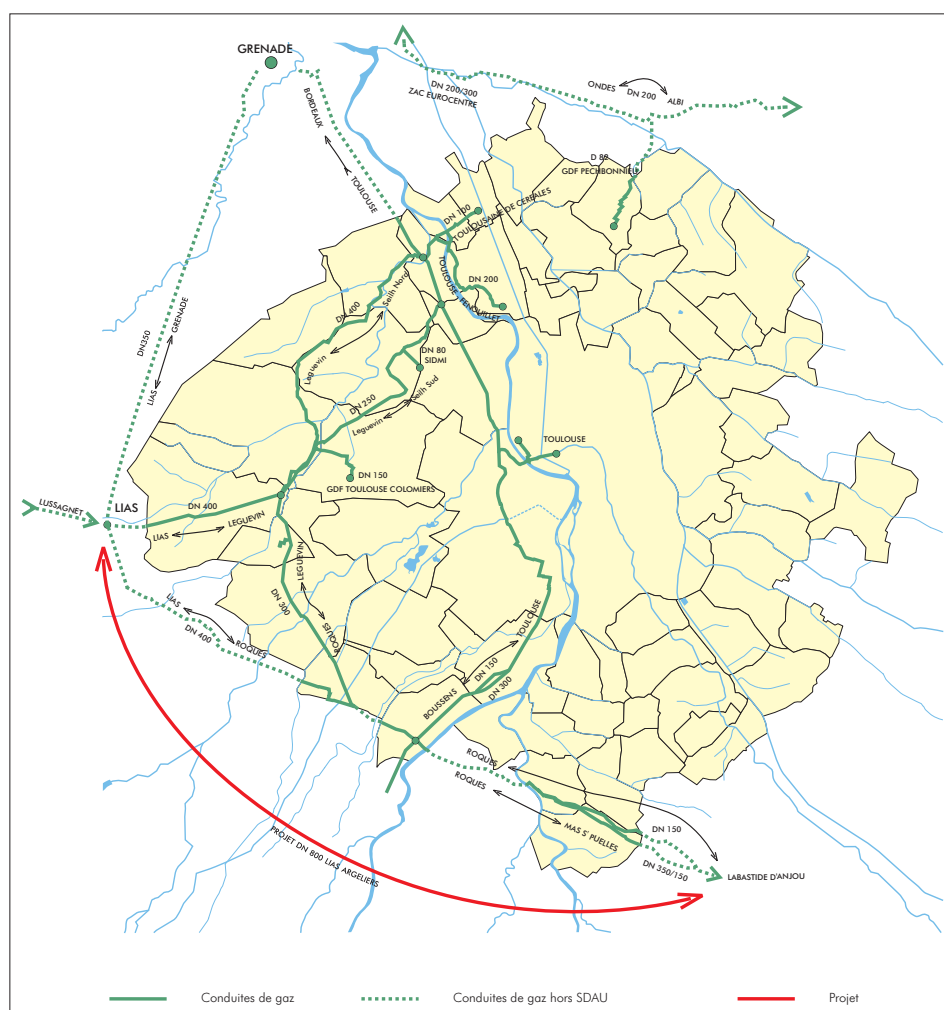 GRENADE
DN 200/300
ZAC EUROCENTRE
ONDES
DN 200
ALBI
BORDEAUX
TOULOUSE
D 80
GDF PECHBONNIEU
DN 100
TOULOUSAINE DE CEREALES
TOULOUSE
FENOUILLET
DN 200
Seilh Nord
DN 400
Leguevin
DN 80
SIDMI
DN 250
Leguevin
Seilh Sud
DN350
GRENADE
LIAS
TOULOUSE
DN 150
GDF TOULOUSE COLOMIERS
LUSSAGNET
LIAS
DN 400
LIAS
LEGUEVIN
LEGUEVIN
DN 300
ROQUES
LIAS
DN 400
ROQUES
TOULOUSE
DN 150
DN 300
BOUSSENS
ROQUES
ROQUES
MAS St PUELLES
DN 150
DN 350/150
LABASTIDE D'ANJOU
PROJET DN 800 LIAS ARGELIERS
Conduites de gaz
Conduites de gaz hors SDAU
Projet